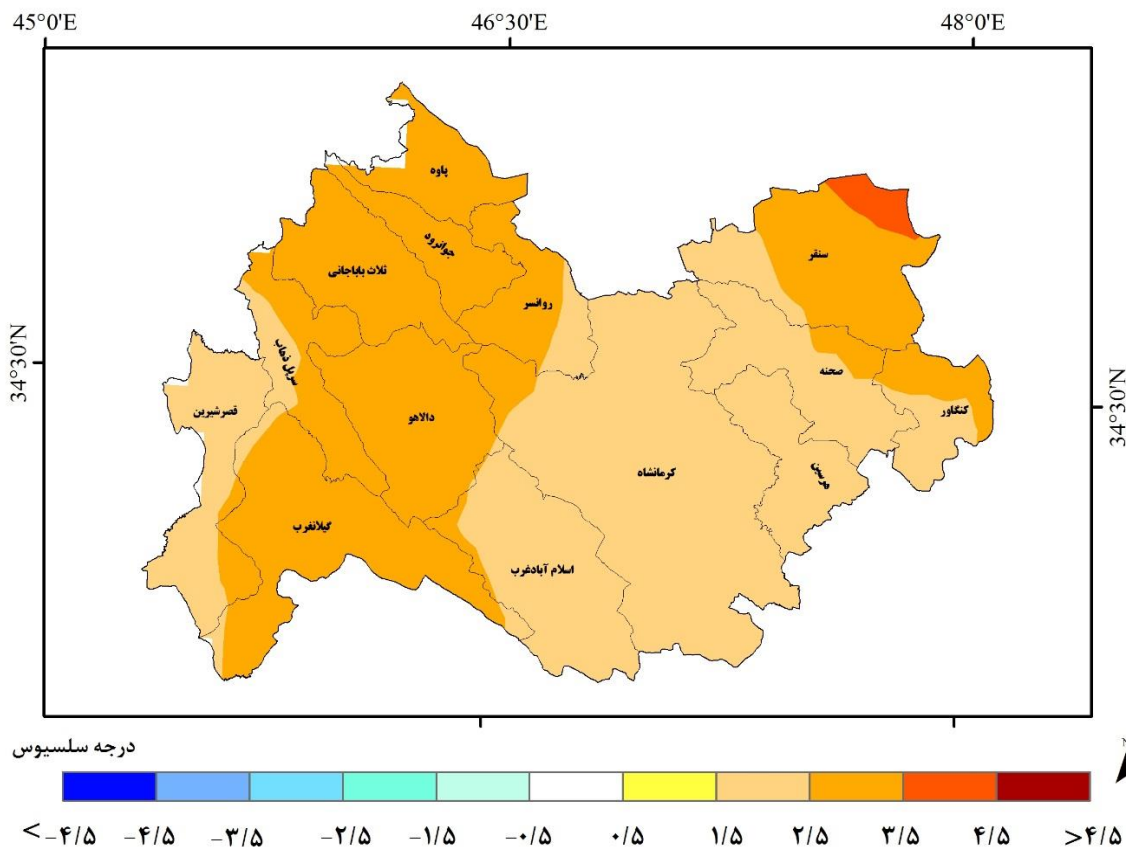 45°0'E 46°30'E 48°0'E
پاوه
جوانرود
ثلاث باباجانی
سنقر
روانسر
34°30'N
34°30'N
سرپل ذهاب
صحنه
قصرشیرین
دالاهو
کنگاور
کرمانشاه
هرسین
گیلانغرب
اسلام آبادغرب
درجه سلسیوس
N
< -۴/۵ -۴/۵ -۳/۵ -۲/۵ -۱/۵ -۰/۵ ۰/۵ ۱/۵ ۲/۵ ۳/۵ ۴/۵ >۴/۵